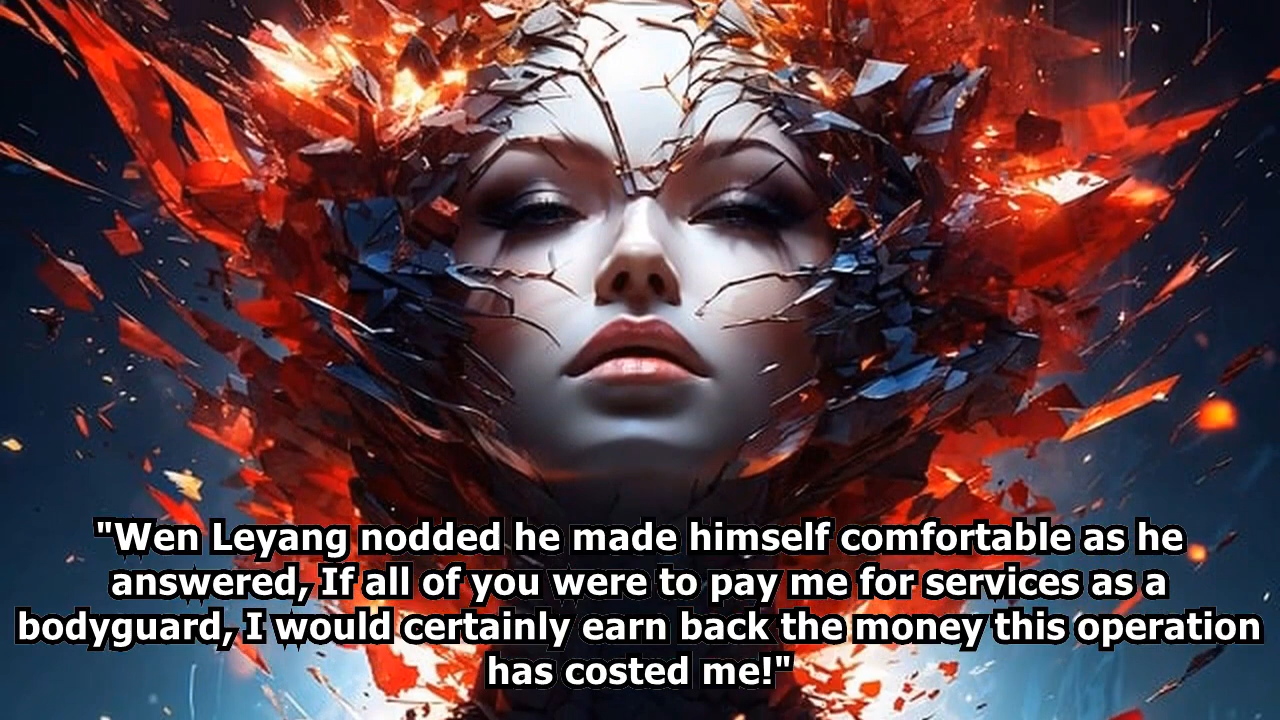 "Wen Leyang nodded he made himself comfortable as he
answered, If all of you were to pay me for services as a
bodyguard, I would certainly earn back the money this operation
has costed me!"